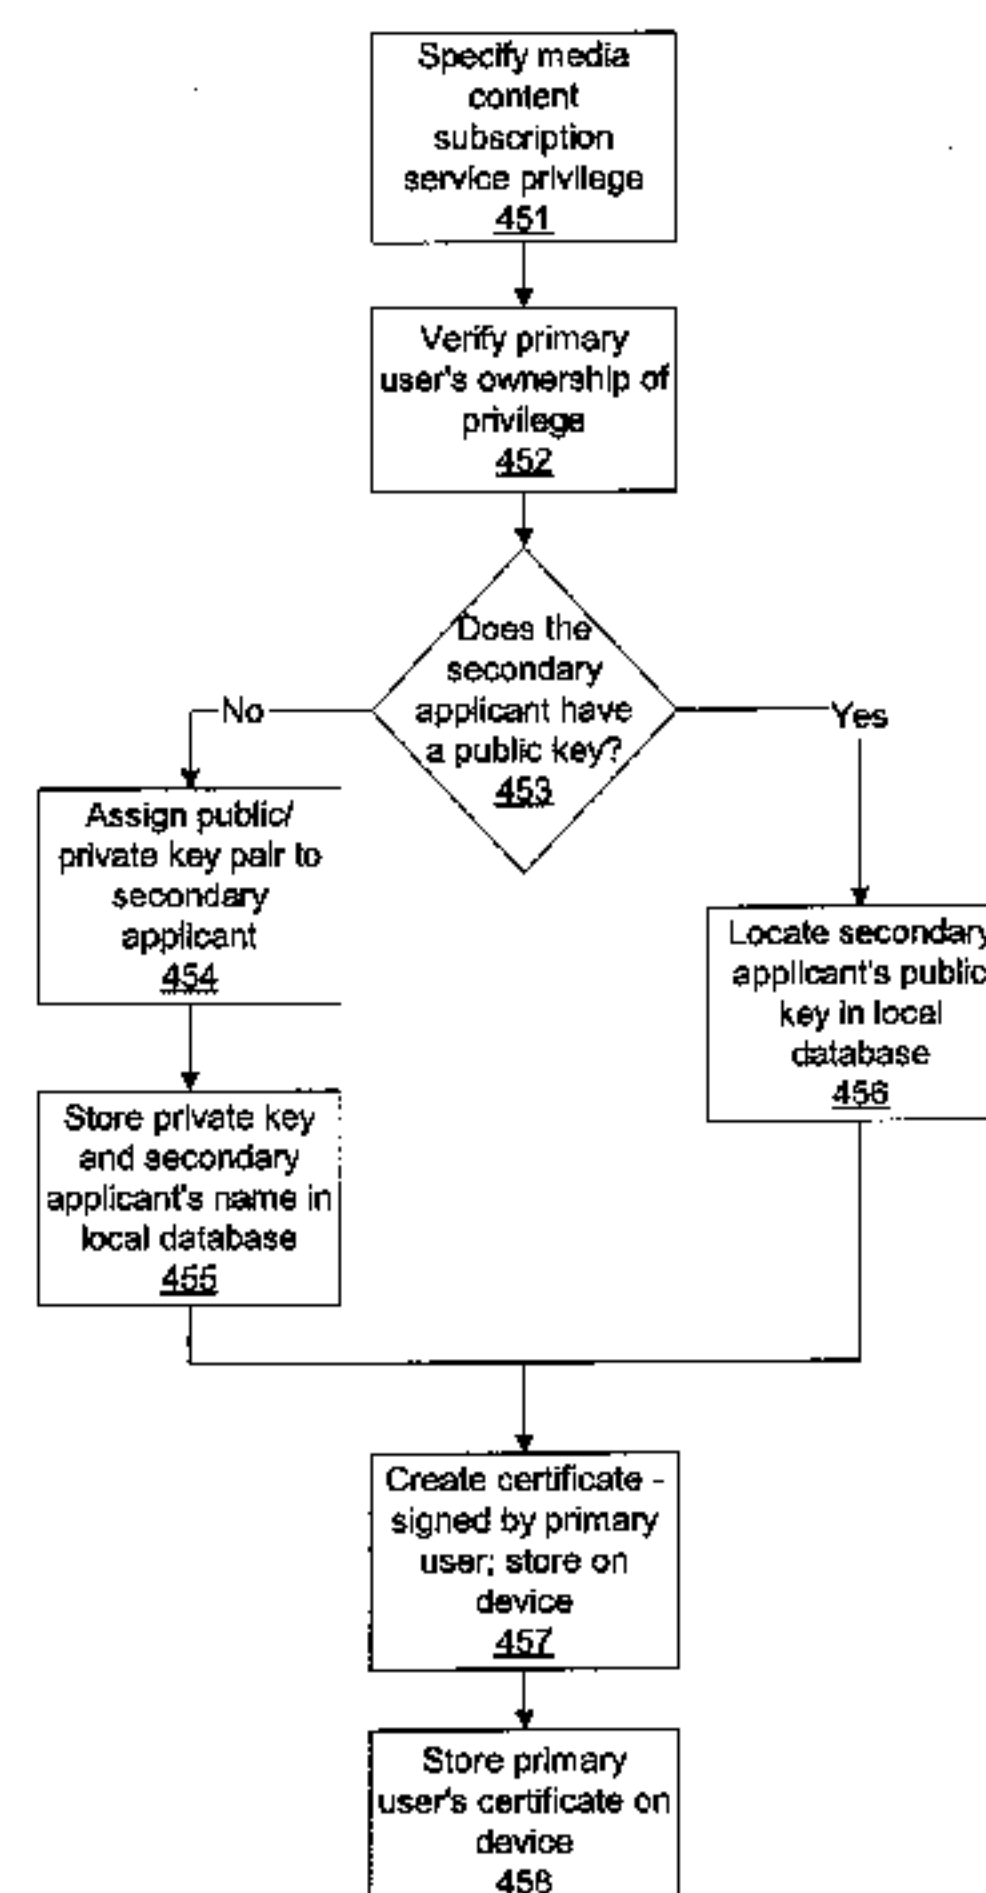 Specify media
content
subscription
service privilege
451
Verify primary
user's ownership of
privilege
452
Does the
secondary
applicant have
a public key?
453
No
Yes
Assign public/
private key pair to
secondary
applicant
454
Locate secondary
applicant's public
key in local
database
456
Store private key
and secondary
applicant's name in
local database
455
Create certificate -
signed by primary
user; store on
device
457
Store primary
user's certificate on
device
458